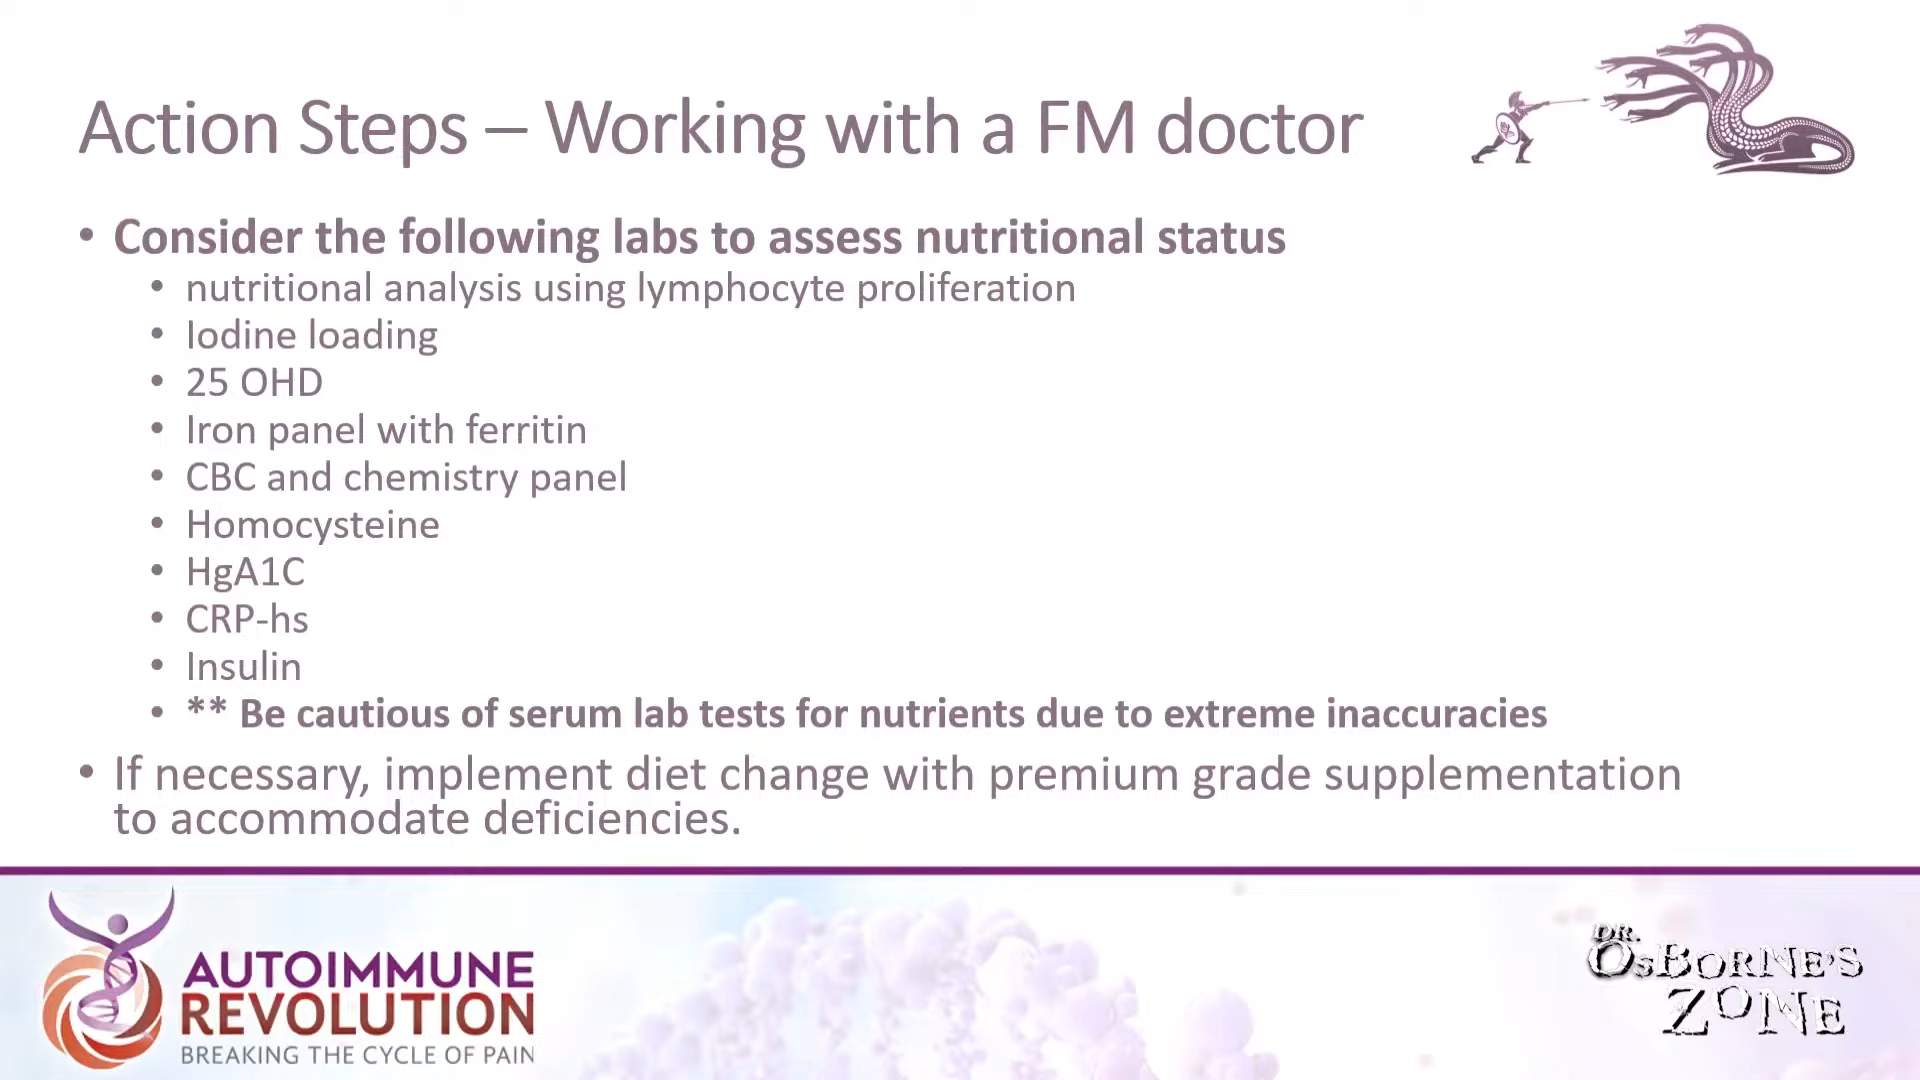 Action Steps – Working with a FM doctor
• Consider the following labs to assess nutritional status
• nutritional analysis using lymphocyte proliferation
• Iodine loading
• 25 OHD
• Iron panel with ferritin
• CBC and chemistry panel
• Homocysteine
• HgA1C
• CRP-hs
• Insulin
• ** Be cautious of serum lab tests for nutrients due to extreme inaccuracies
• If necessary, implement diet change with premium grade supplementation
to accommodate deficiencies.
AUTOIMMUNE
REVOLUTION
BREAKING THE CYCLE OF PAIN
DR.
OSBORNE'S
ZONE